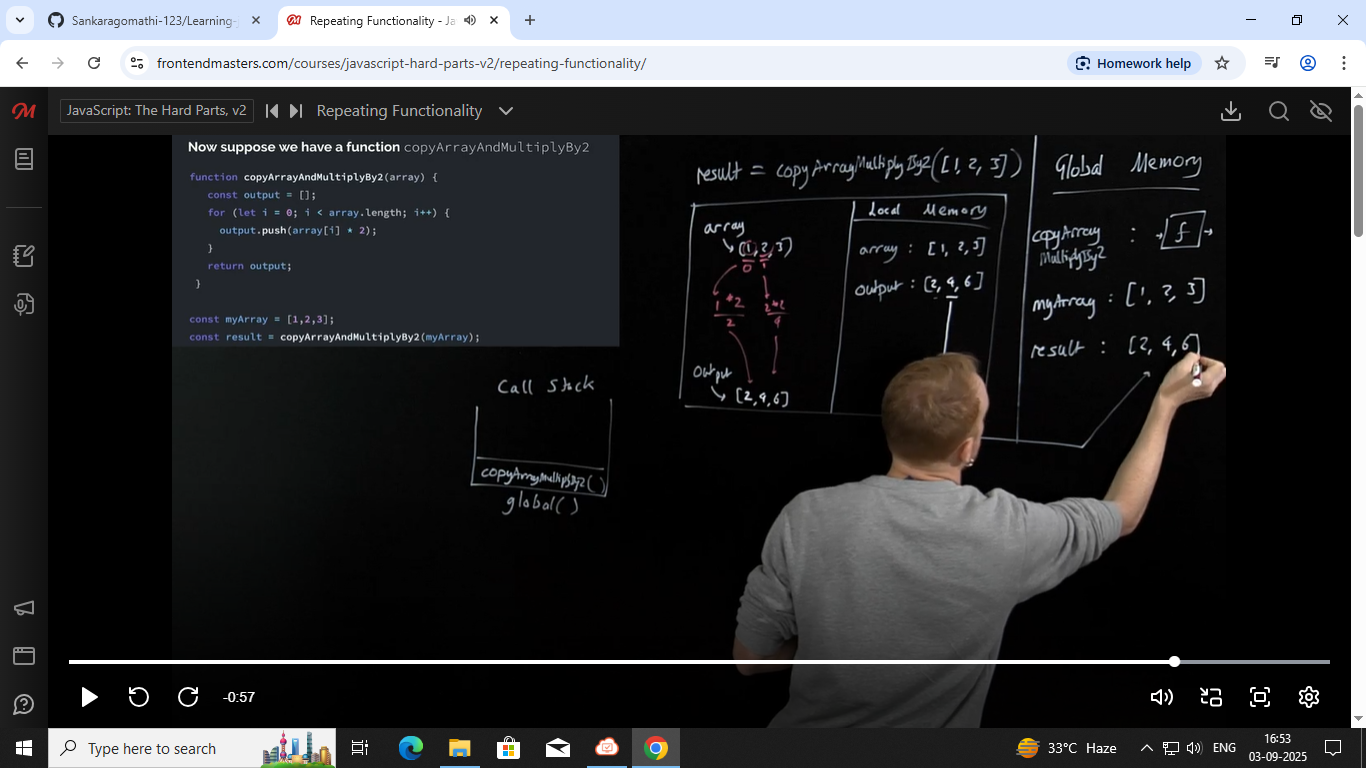 Sankaragomathi-123/Learning-
Repeating Functionality - Ja
frontendmasters.com/courses/javascript-hard-parts-v2/repeating-functionality/
Homework help
JavaScript: The Hard Parts, v2
Repeating Functionality
Now suppose we have a function copyArrayAndMultiplyBy2
function copyArrayAndMultiplyBy2(array) {
const output = [];
for (let i = 0; i < array.length; i++) {
output.push(array[i] * 2);
}
return output;
}
const myArray = [1,2,3];
const result = copyArrayAndMultiplyBy2(myArray);
Call Stack
copyArrayMultiplyBy2()
global()
result = copyArrayMultiplyBy2([1, 2, 3])
array
[1, 2, 3]
0 1
1*2 2*2
2 4
Output
[2,4,6]
Local Memory
array : [1, 2, 3]
output : [2, 4, 6]
Global Memory
copyArray
MultiplyBy2 : f
myArray : [1, 2, 3]
result : [2, 4, 6]
-0:57
Type here to search
33°C Haze
ENG
16:53
03-09-2025